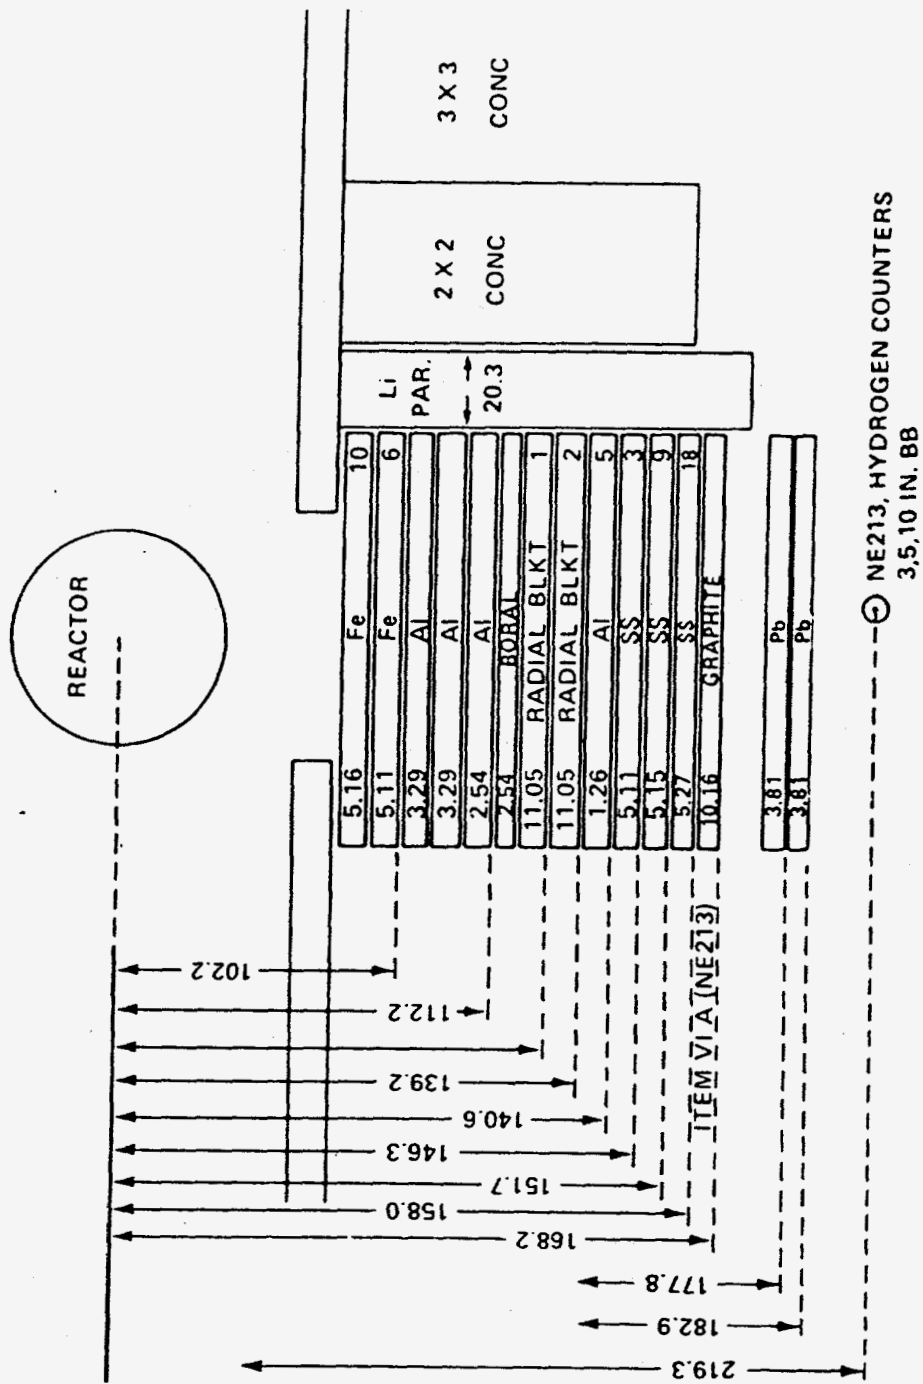 REACTOR
3 X 3
CONC
2 X 2
CONC
Li
PAR.
20.3
5.16 Fe 10
5.11 Fe 6
3.29 Al
3.29 Al
2.54 Al
2.54 BORAL
11.05 RADIAL BLKT 1
11.05 RADIAL BLKT 2
1.26 Al 5
5.11 SS 3
5.15 SS 9
5.27 SS 18
10.16 GRAPHITE
3.81 Pb
3.81 Pb
102.2
112.2
139.2
140.6
146.3
151.7
158.0
168.2
177.8
182.9
219.3
ITEM VI A (NE213)
NE213, HYDROGEN COUNTERS
3,5,10 IN. BB